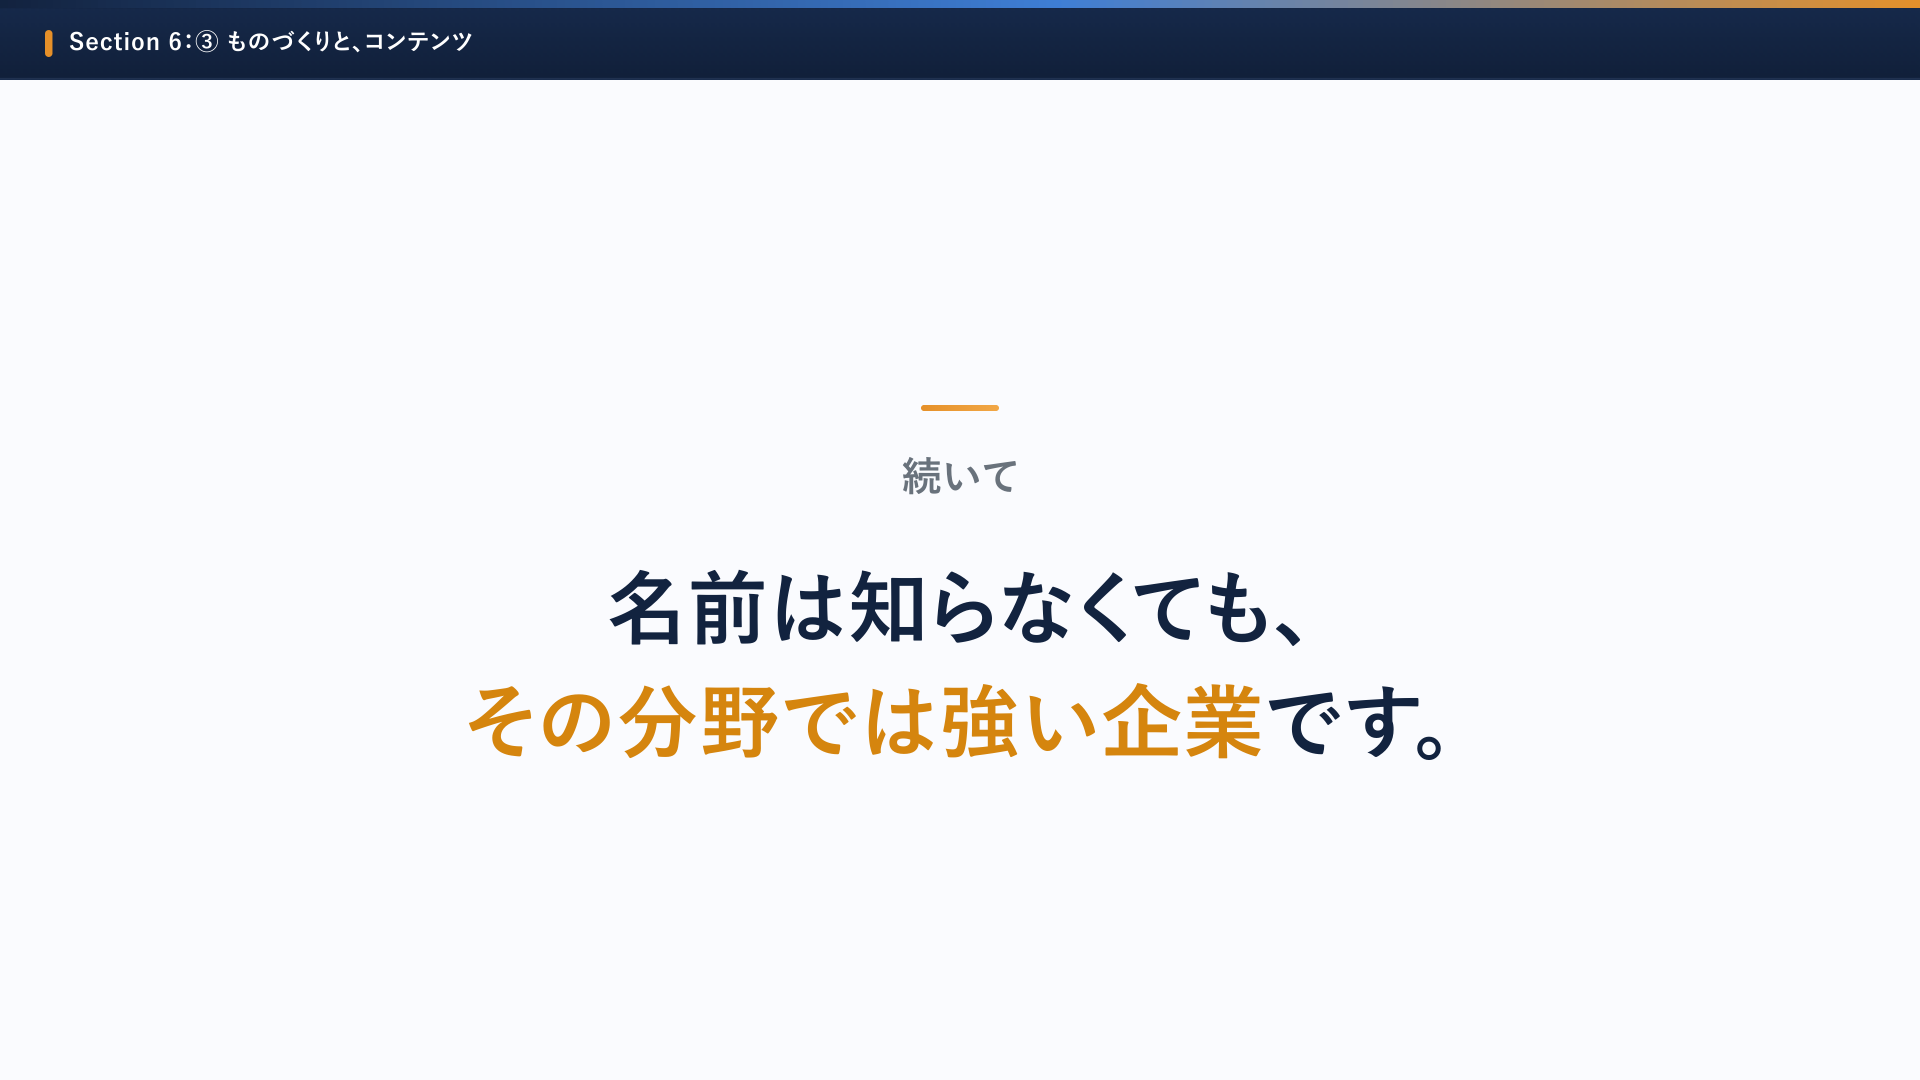 Section 6：③ ものづくりと、コンテンツ
続いて
名前は知らなくても、
その分野では強い企業です。